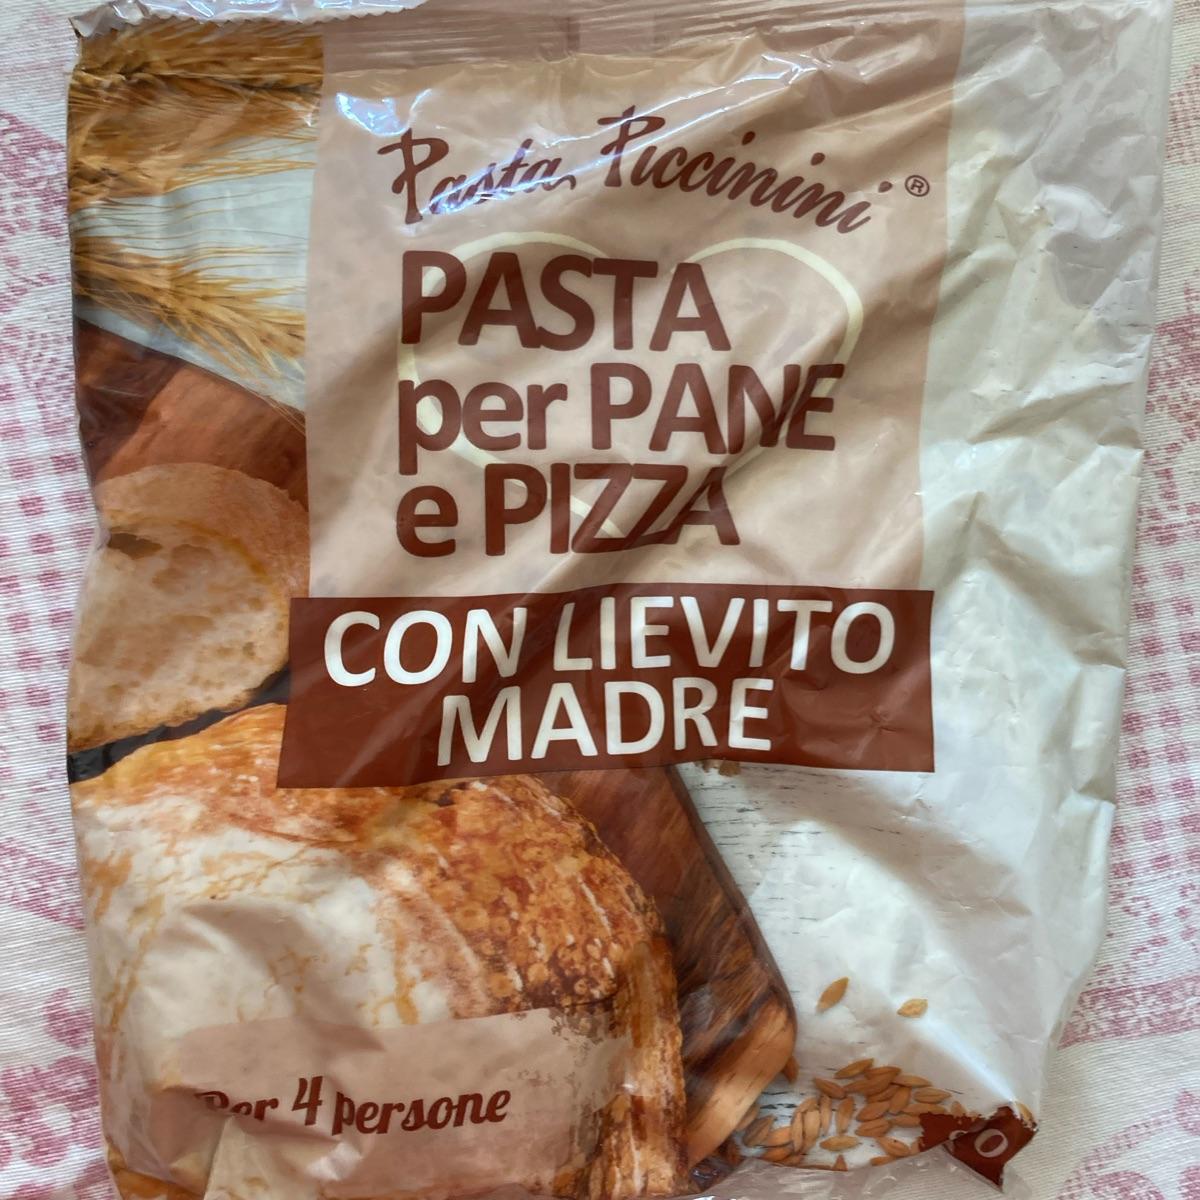 Pasta Piccinini®
PASTA
per PANE
e PIZZA
CON LIEVITO
MADRE
Per 4 persone